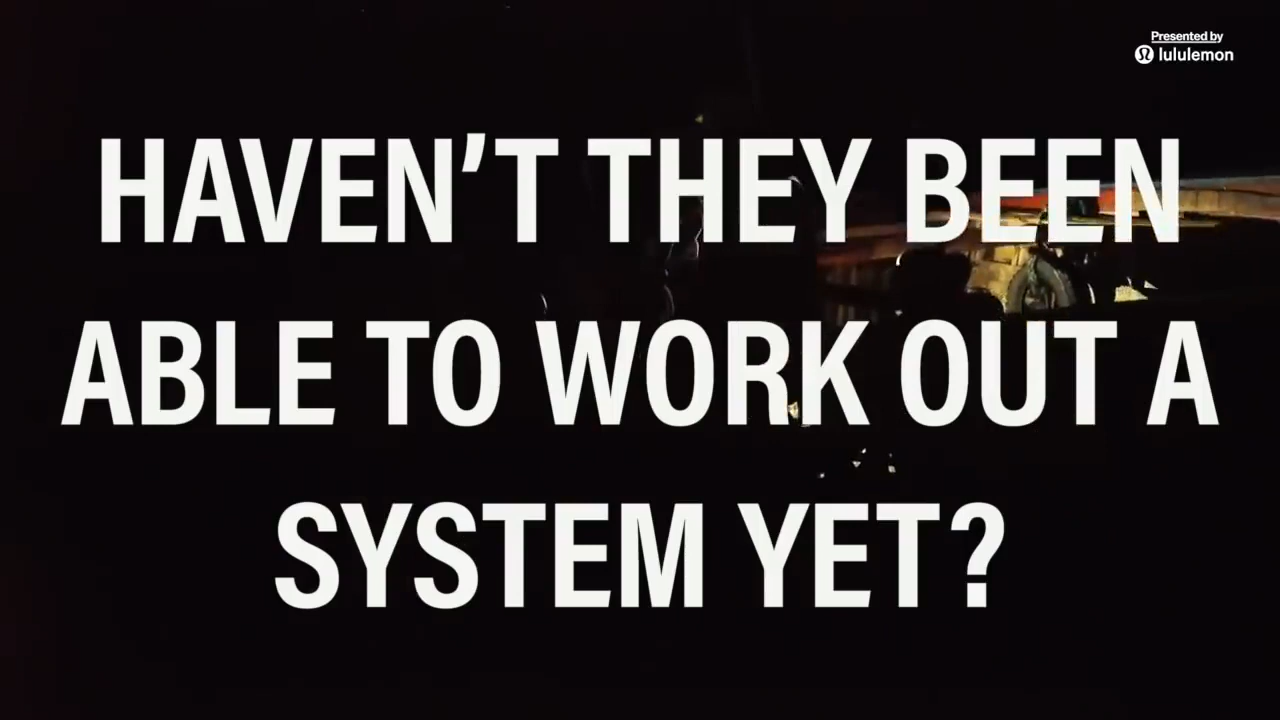 Presented by
lululemon
HAVEN’T THEY BEEN
ABLE TO WORK OUT A
SYSTEM YET?